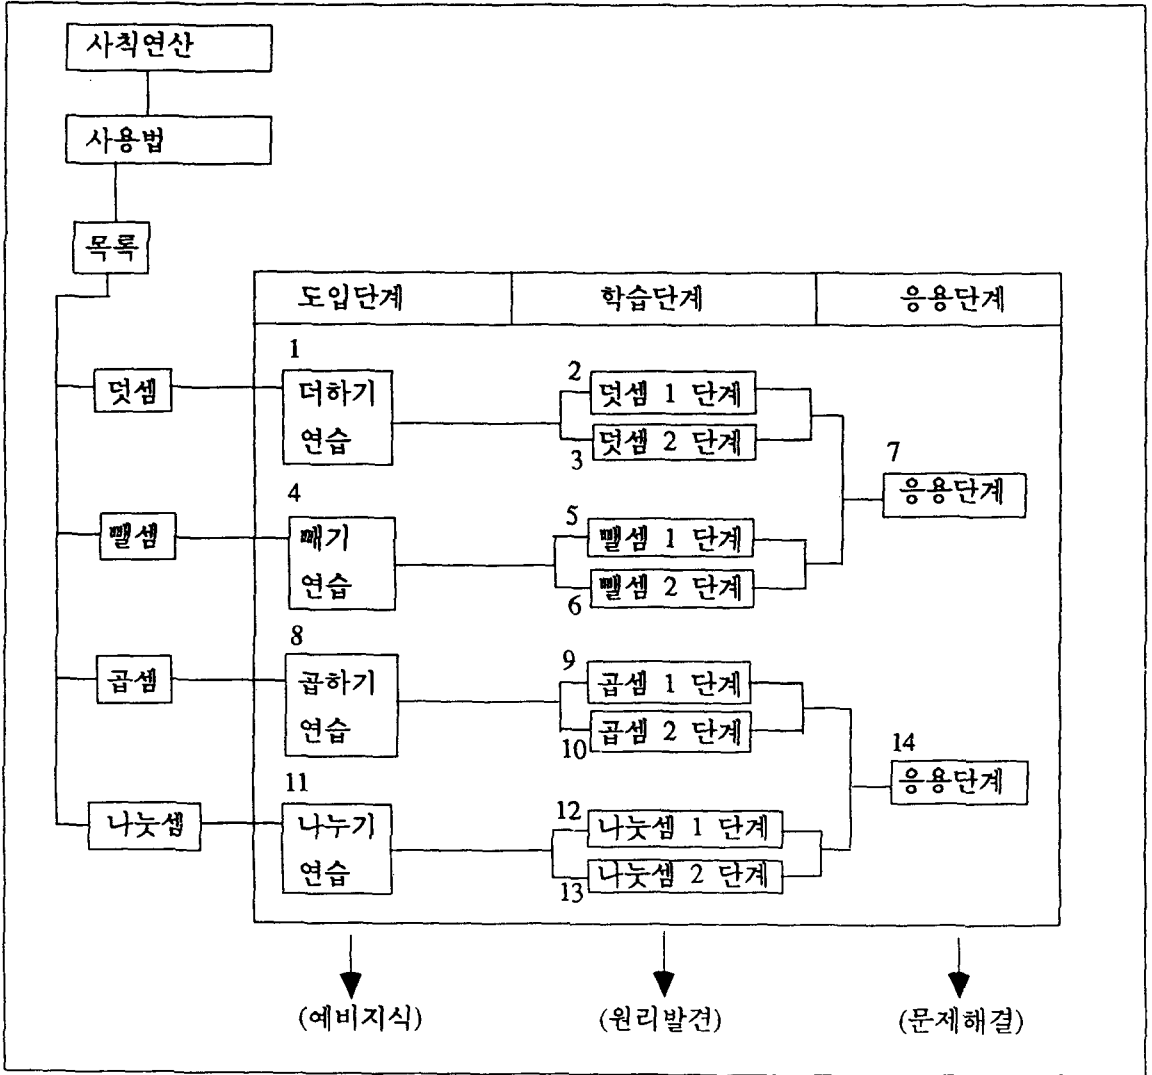 사칙연산
사용법
목록
도입단계 학습단계 응용단계
1
덧셈
더하기
연습
2
덧셈 1 단계
덧셈 2 단계
3
7
응용단계
4
뺄셈
빼기
연습
5
뺄셈 1 단계
뺄셈 2 단계
6
8
곱셈
곱하기
연습
9
곱셈 1 단계
곱셈 2 단계
10
14
응용단계
11
나눗셈
나누기
연습
12
나눗셈 1 단계
나눗셈 2 단계
13
(예비지식) (원리발견) (문제해결)